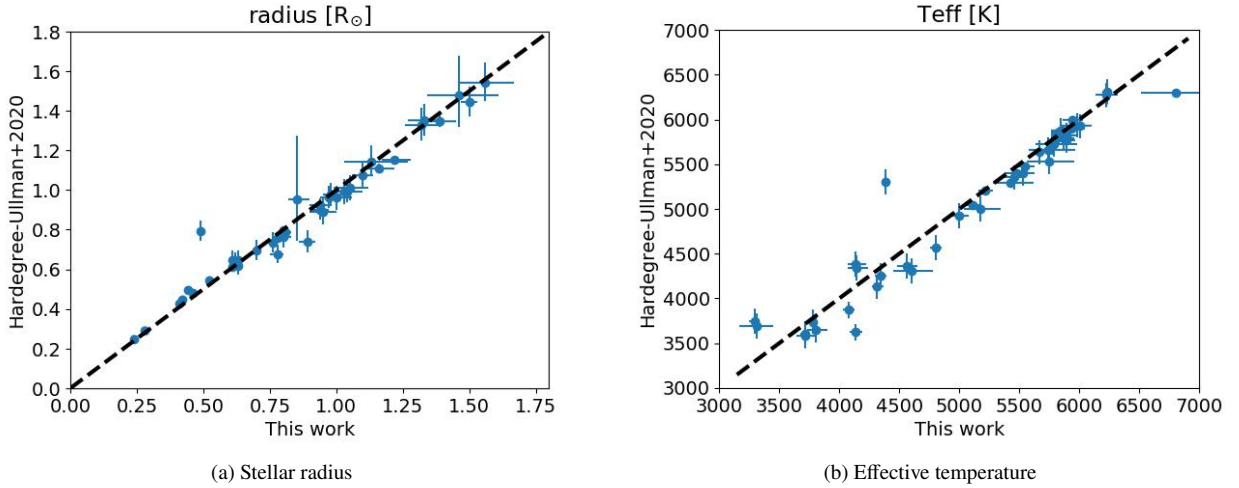 radius [R☉]
Hardegree-Ullman+2020
1.8
1.6
1.4
1.2
1.0
0.8
0.6
0.4
0.2
0.0
0.00 0.25 0.50 0.75 1.00 1.25 1.50 1.75
This work
(a) Stellar radius
Teff [K]
Hardegree-Ullman+2020
7000
6500
6000
5500
5000
4500
4000
3500
3000
3000 3500 4000 4500 5000 5500 6000 6500 7000
This work
(b) Effective temperature